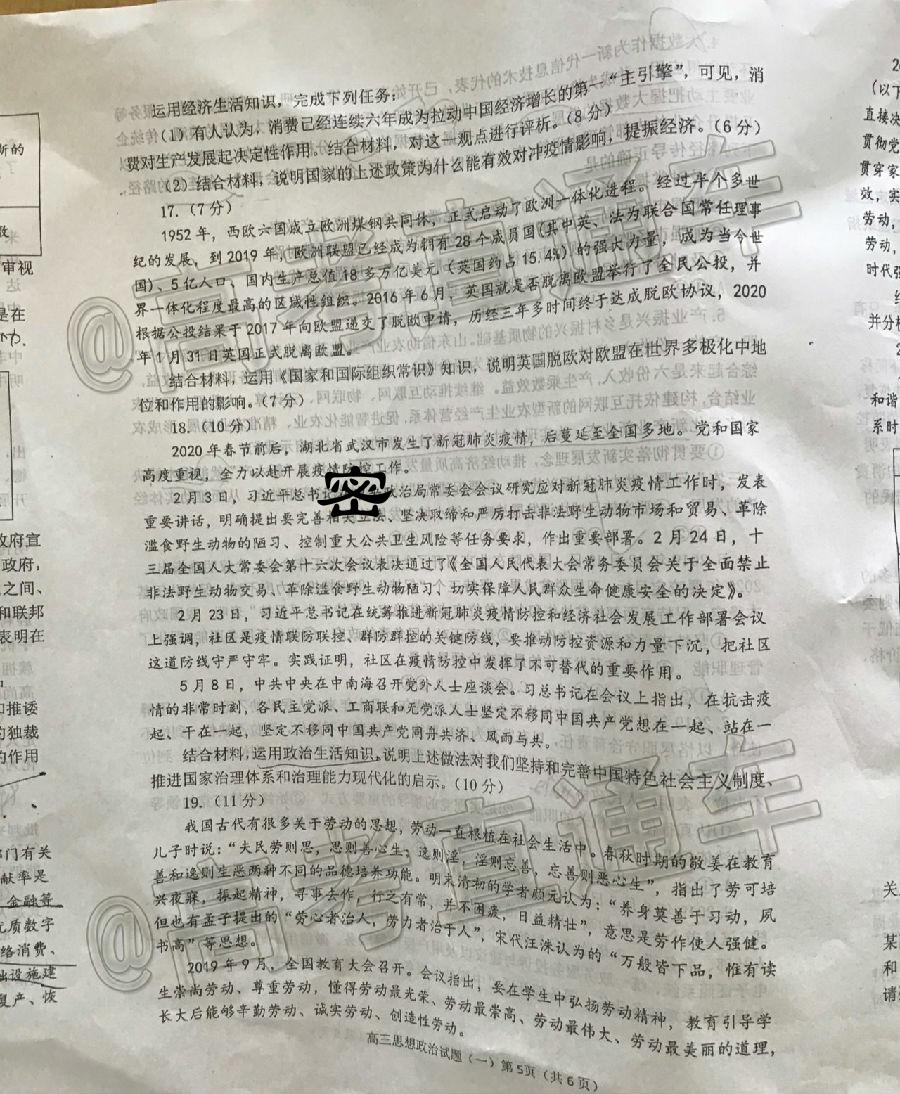 运用经济生活知识，完成下列任务：
(1) 有人认为，消费已经连续六年成为拉动中国经济增长的第一“主引擎”，可见，消
费对生产发展起决定性作用。结合材料，对这一观点进行评析。(8分)
(2) 结合材料，说明国家的上述政策为什么能有效对冲疫情影响，提振经济。(6分)
17.(7分)
1952年，西欧六国成立欧洲煤钢共同体，正式启动了欧洲一体化进程。经过半个多世
纪的发展，到2019年，欧洲联盟已经成为拥有28个成员国(其中英、法为联合国常任理事
国)、5亿人口、国内生产总值18多万亿美元(英国约占15.4%)的强大力量，成为当今世
界一体化程度最高的区域性组织。2016年6月，英国就是否脱离欧盟举行了全民公投，并
根据公投结果于2017年向欧盟递交了脱欧申请，历经三年多时间终于达成脱欧协议，2020
年1月31日英国正式脱离欧盟。
结合材料，运用《国家和国际组织常识》知识，说明英国脱欧对欧盟在世界多极化中地
位和作用的影响。(7分)
18.(10分)
2020年春节前后，湖北省武汉市发生了新冠肺炎疫情，后蔓延至全国多地。党和国家
高度重视，全力以赴开展疫情防控工作。
密
2月3日，习近平总书记 政治局常委会会议研究应对新冠肺炎疫情工作时，发表
重要讲话，明确提出要完善相关立法、坚决取缔和严厉打击非法野生动物市场和贸易、革除
滥食野生动物的陋习、控制重大公共卫生风险等任务要求，作出重要部署。2月24日，十
三届全国人大常委会第十六次会议表决通过了《全国人民代表大会常务委员会关于全面禁止
非法野生动物交易、革除滥食野生动物陋习、切实保障人民群众生命健康安全的决定》。
2月23日，习近平总书记在统筹推进新冠肺炎疫情防控和经济社会发展工作部署会议
上强调，社区是疫情联防联控、群防群控的关键防线，要推动防控资源和力量下沉，把社区
这道防线守严守牢。实践证明，社区在疫情防控中发挥了不可替代的重要作用。
5月8日，中共中央在中南海召开党外人士座谈会。习总书记在会议上指出，在抗击疫
情的非常时刻，各民主党派、工商联和无党派人士坚定不移同中国共产党想在一起、站在一
起、干在一起，坚定不移同中国共产党同舟共济、风雨与共。
结合材料，运用政治生活知识，说明上述做法对我们坚持和完善中国特色社会主义制度、
推进国家治理体系和治理能力现代化的启示。(10分)
19.(11分)
我国古代有很多关于劳动的思想，劳动一直根植在社会生活中。春秋时期的敬姜在教育
儿子时说：“夫民劳则思，思则善心生；逸则淫，淫则忘善，忘善则恶心生”，指出了劳可培
善和逸则生恶两种不同的品德培养功能。明末清初的学者颜元认为：“养身莫善于习动，夙
兴夜寐，振起精神，寻事去作，行之有常，并不困疲，日益精壮”，意思是劳作使人强健。
但也有孟子提出的“劳心者治人，劳力者治于人”，宋代汪洙认为的“万般皆下品，惟有读
书高”等思想。
2019年9月，全国教育大会召开。会议指出，要在学生中弘扬劳动精神，教育引导学
生崇尚劳动、尊重劳动，懂得劳动最光荣、劳动最崇高、劳动最伟大、劳动最美丽的道理，
长大后能够辛勤劳动、诚实劳动、创造性劳动。
高三思想政治试题(一)第5页(共6页)
@高考直通车
@高考直通车